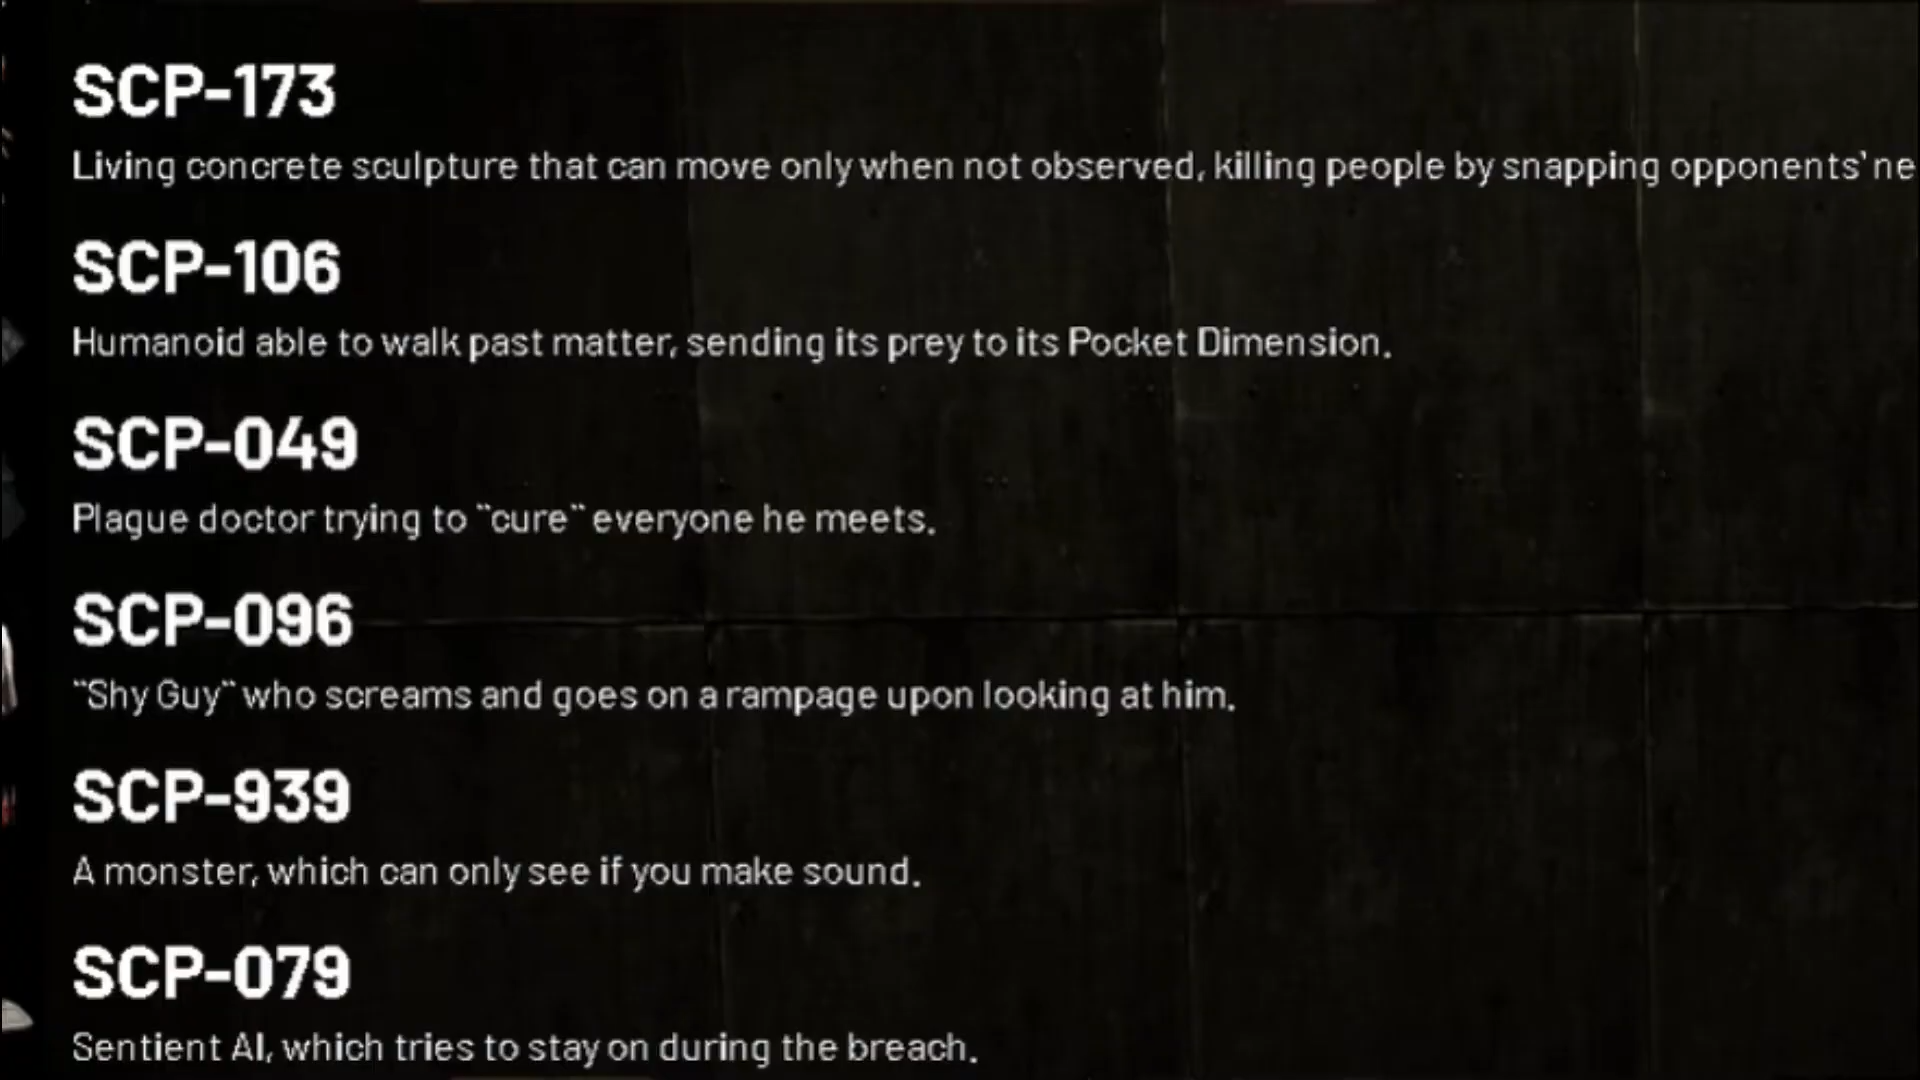 SCP-173
Living concrete sculpture that can move only when not observed, killing people by snapping opponents' ne
SCP-106
Humanoid able to walk past matter, sending its prey to its Pocket Dimension.
SCP-049
Plague doctor trying to "cure" everyone he meets.
SCP-096
"Shy Guy" who screams and goes on a rampage upon looking at him.
SCP-939
A monster, which can only see if you make sound.
SCP-079
Sentient AI, which tries to stay on during the breach.